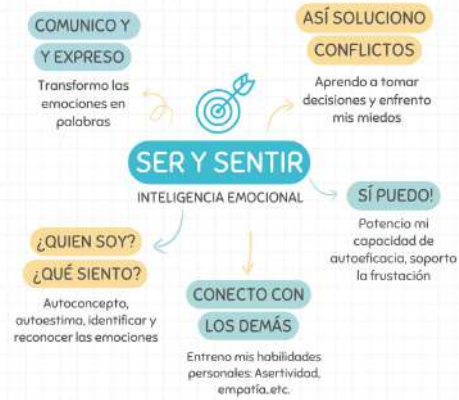 COMUNICO Y
Y EXPRESO
Transformo las
emociones en
palabras
ASÍ SOLUCIONO
CONFLICTOS
Aprendo a tomar
decisiones y enfrento
mis miedos
SER Y SENTIR
INTELIGENCIA EMOCIONAL
SÍ PUEDO!
Potencio mi
capacidad de
autoeficacia, soporto
la frustación
¿QUIEN SOY?
¿QUÉ SIENTO?
Autoconcepto,
autoestima, identificar y
reconocer las emociones
CONECTO CON
LOS DEMÁS
Entreno mis habilidades
personales: Asertividad,
empatía,etc.